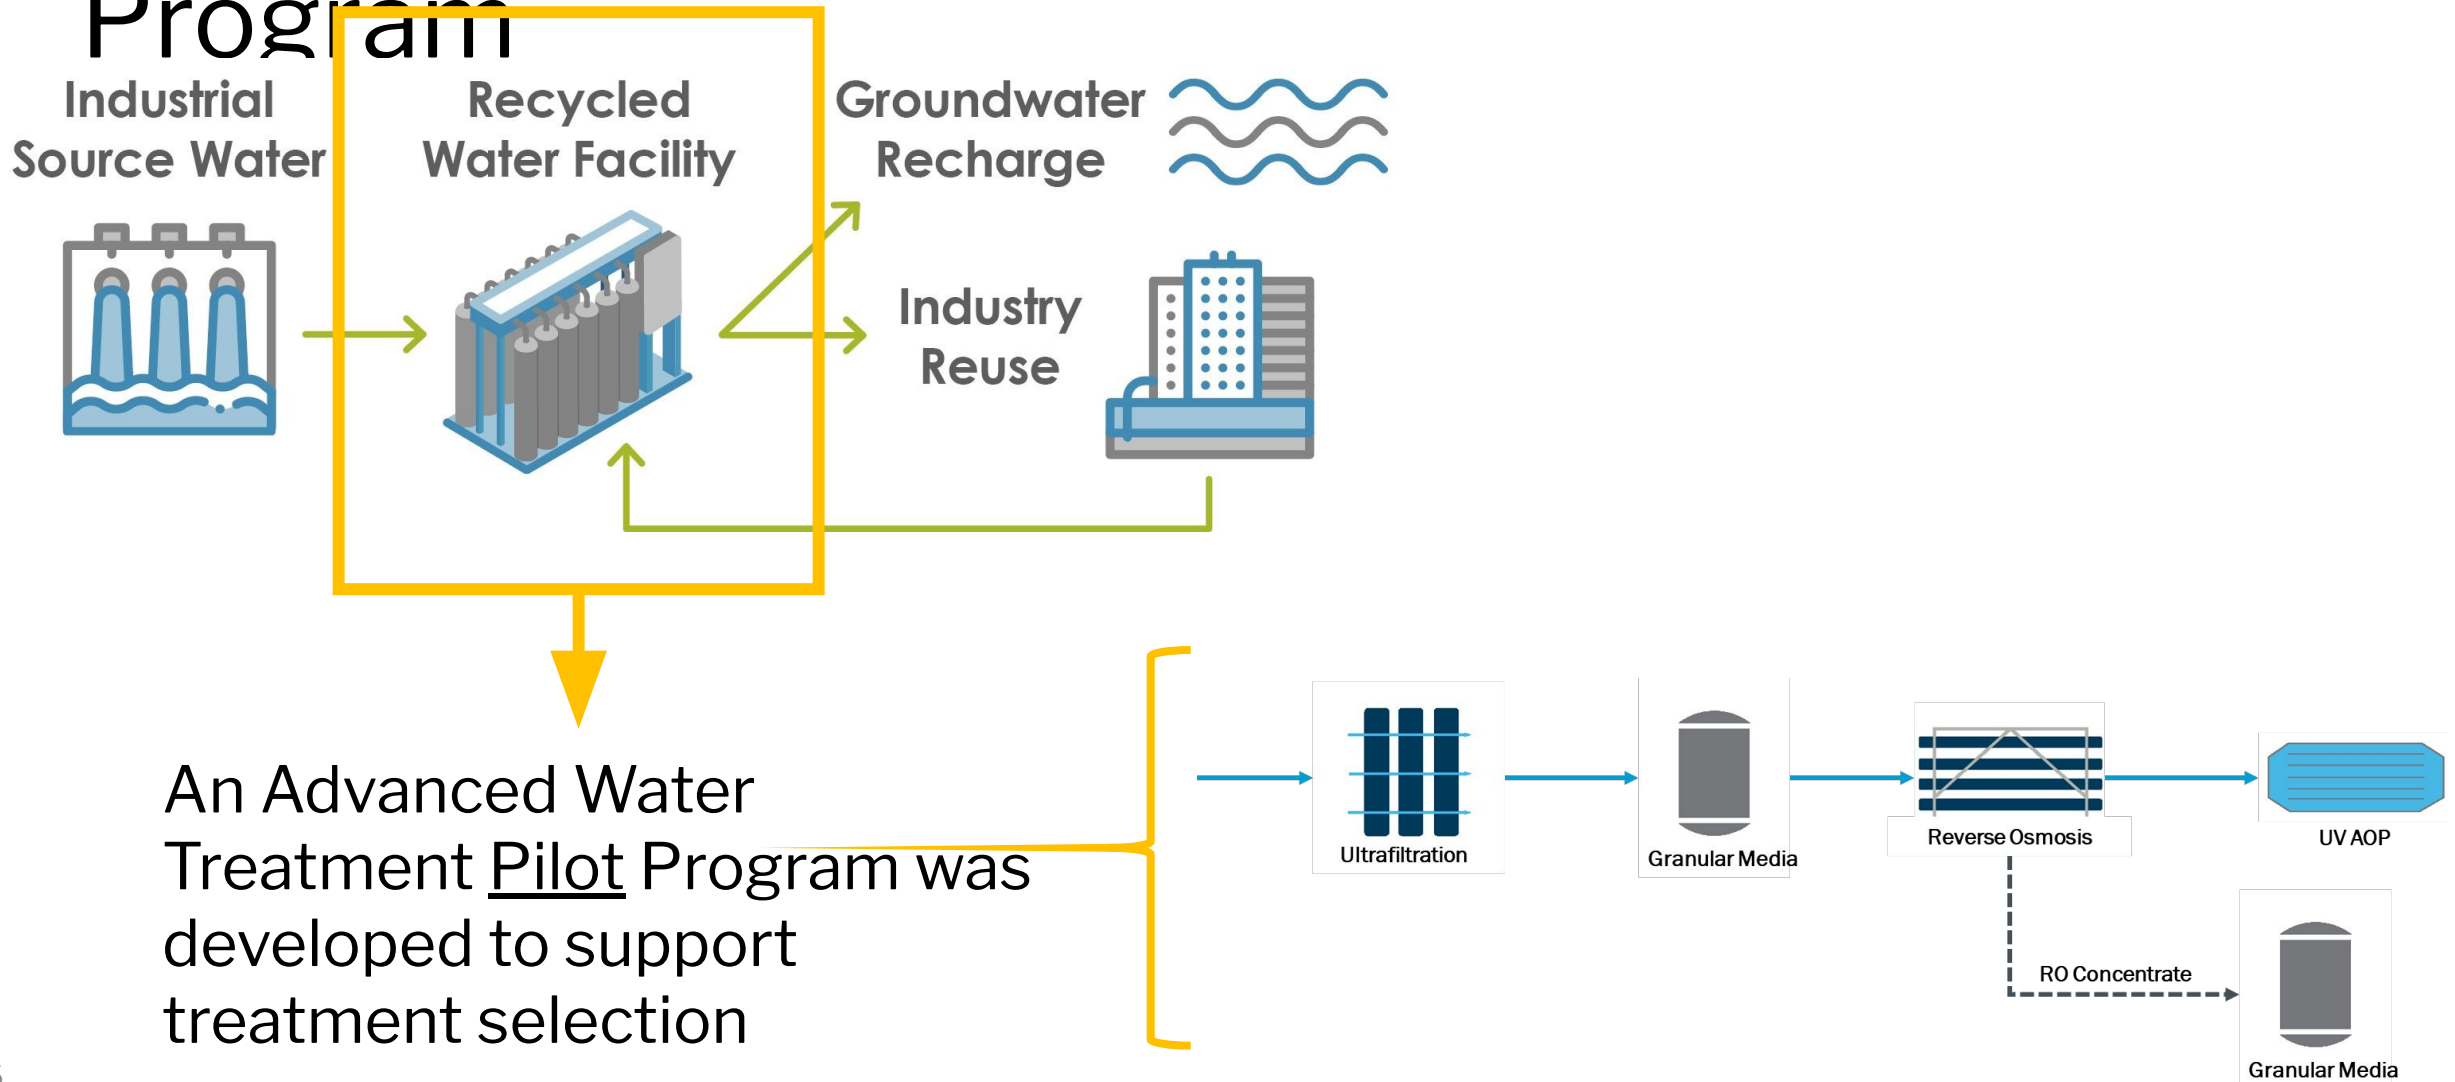 Program
Industrial
Source Water
Recycled
Water Facility
Groundwater
Recharge
Industry
Reuse
An Advanced Water
Treatment Pilot Program was
developed to support
treatment selection
Ultrafiltration
Granular Media
Reverse Osmosis
UV AOP
RO Concentrate
Granular Media